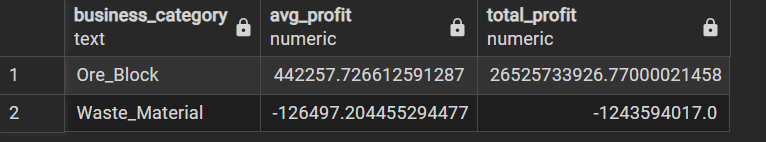 business_category avg_profit total_profit
text numeric numeric
1 Ore_Block 442257.726612591287 26525733926.77000021458
2 Waste_Material -126497.204455294477 -1243594017.0